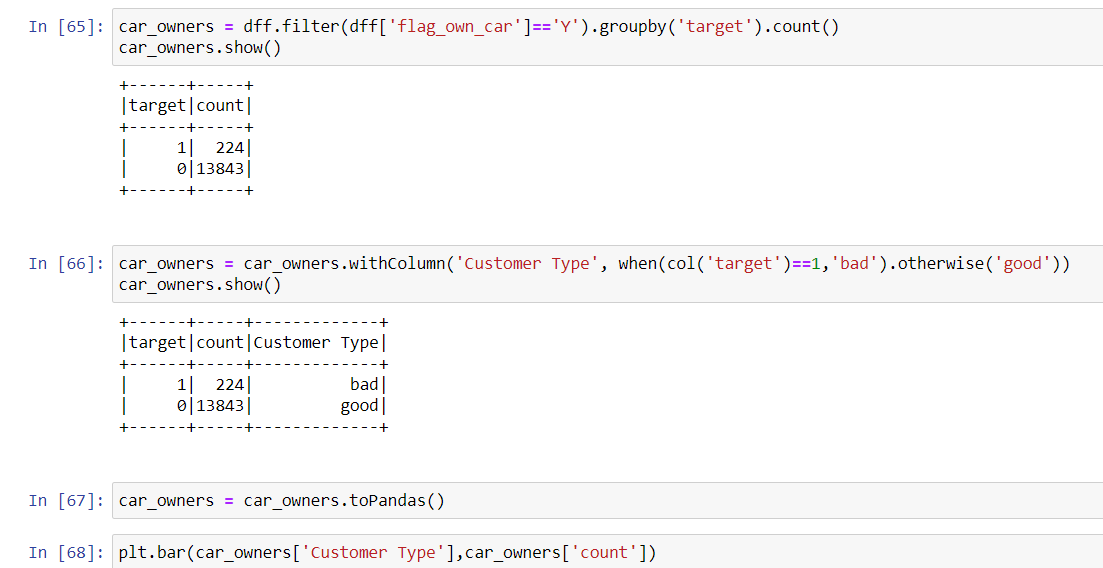 In [65]: car_owners = dff.filter(dff['flag_own_car']=='Y').groupby('target').count()
car_owners.show()
+------+-----+
|target|count|
+------+-----+
|     1|  224|
|     0|13843|
+------+-----+
In [66]: car_owners = car_owners.withColumn('Customer Type', when(col('target')==1,'bad').otherwise('good'))
car_owners.show()
+------+-----+-------------+
|target|count|Customer Type|
+------+-----+-------------+
|     1|  224|          bad|
|     0|13843|         good|
+------+-----+-------------+
In [67]: car_owners = car_owners.toPandas()
In [68]: plt.bar(car_owners['Customer Type'],car_owners['count'])